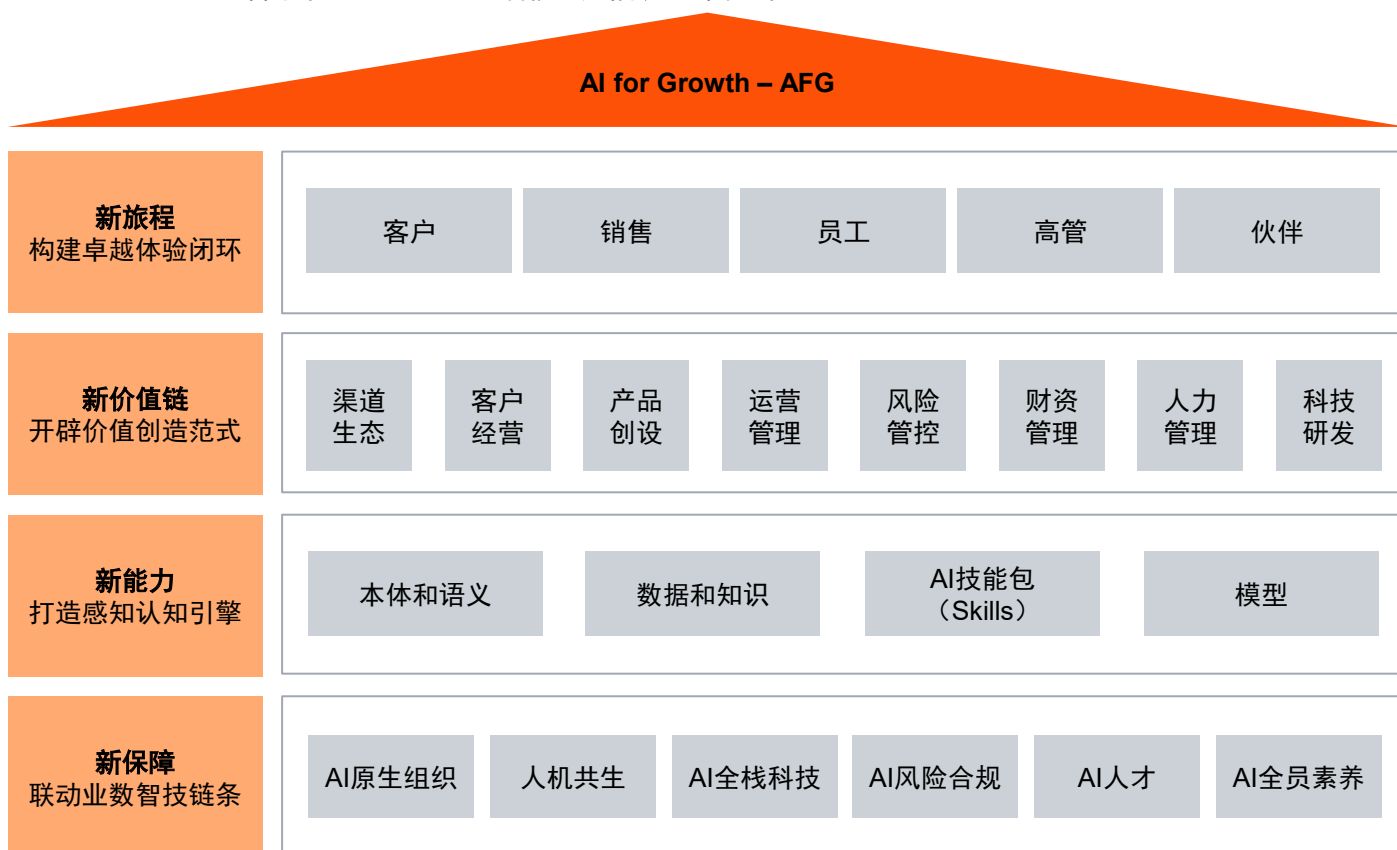 AI for Growth – AFG
新旅程
构建卓越体验闭环
客户
销售
员工
高管
伙伴
新价值链
开辟价值创造范式
渠道
生态
客户
经营
产品
创设
运营
管理
风险
管控
财资
管理
人力
管理
科技
研发
新能力
打造感知认知引擎
本体和语义
数据和知识
AI技能包
（Skills）
模型
新保障
联动业数智技链条
AI原生组织
人机共生
AI全栈科技
AI风险合规
AI人才
AI全员素养